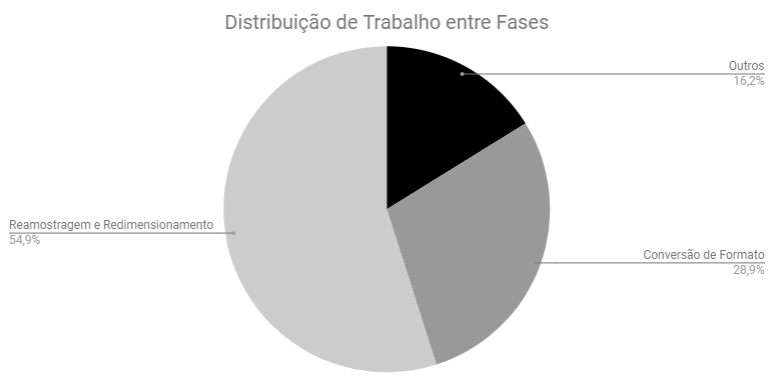 Distribuição de Trabalho entre Fases
Outros
16,2%
Reamostragem e Redimensionamento
54,9%
Conversão de Formato
28,9%